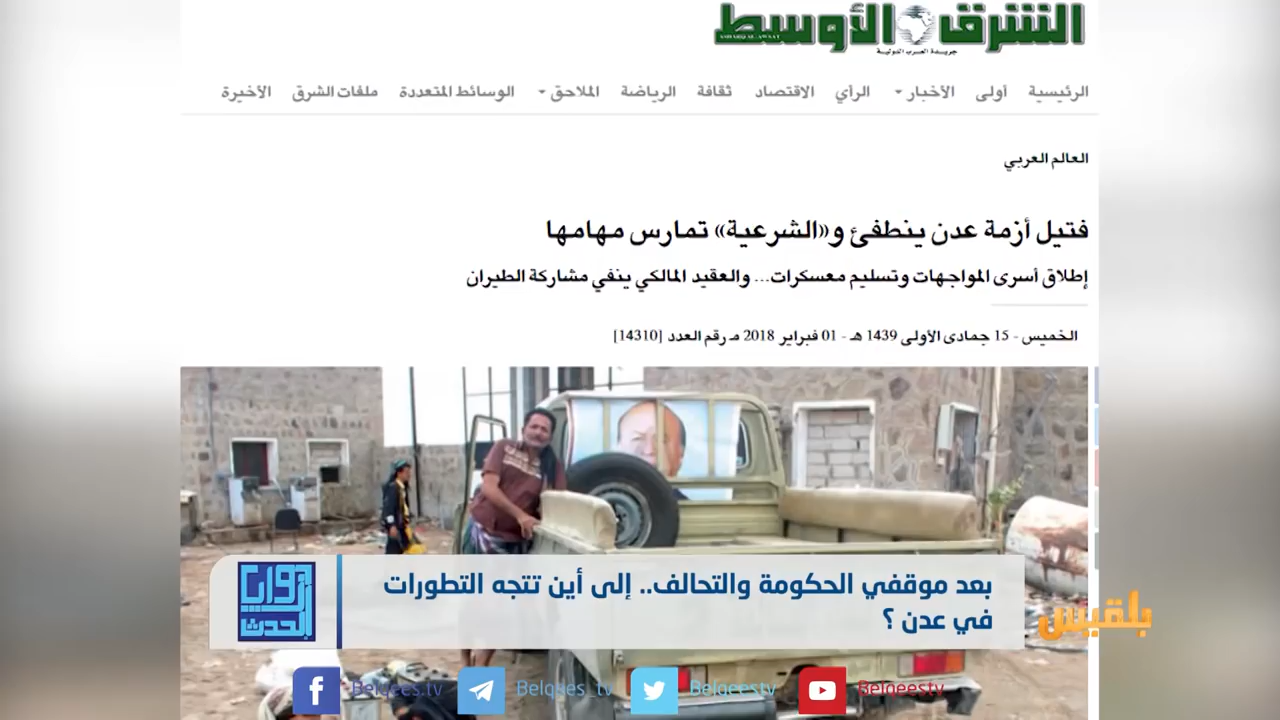 الشرق الأوسط
جريدة العرب الدولية
الرئيسية أولى الأخبار الرأي الاقتصاد ثقافة الرياضة الملاحق الوسائط المتعددة ملفات الشرق الأخيرة
العالم العربي
فتيل أزمة عدن ينطفئ و«الشرعية» تمارس مهامها
إطلاق أسرى المواجهات وتسليم معسكرات... والعقيد المالكي ينفي مشاركة الطيران
الخميس - 15 جمادى الأولى 1439 هـ - 01 فبراير 2018 مـ رقم العدد [14310]
بعد موقفي الحكومة والتحالف.. إلى أين تتجه التطورات
في عدن ؟
زوايا
الحدث
بلقيس
Belqees.tv Belqees_tv Belqeestv Belqeestv